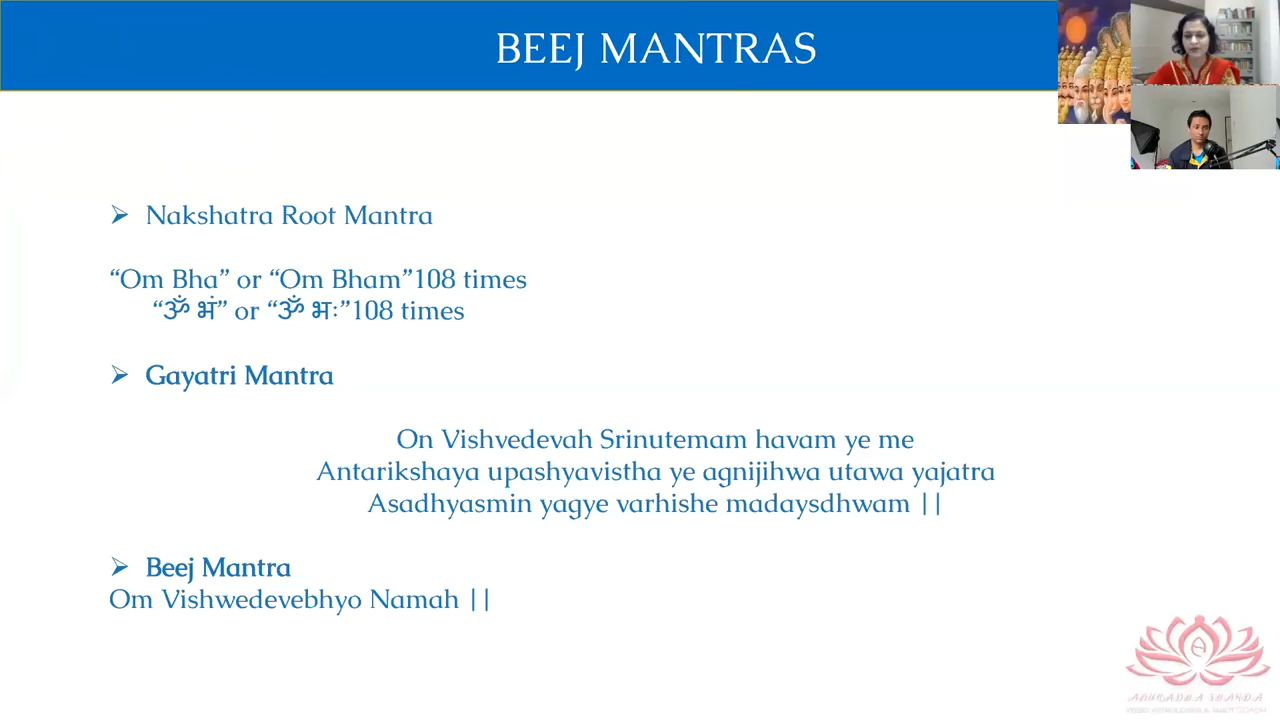 BEEJ MANTRAS
➢ Nakshatra Root Mantra
“Om Bha” or “Om Bham”108 times
“ॐ भं” or “ॐ भः”108 times
➢ Gayatri Mantra
On Vishvedevah Srinutemam havam ye me
Antarikshaya upashyavistha ye agnijihwa utawa yajatra
Asadhyasmin yagye varhishe madaysdhwam ||
➢ Beej Mantra
Om Vishwedevebhyo Namah ||